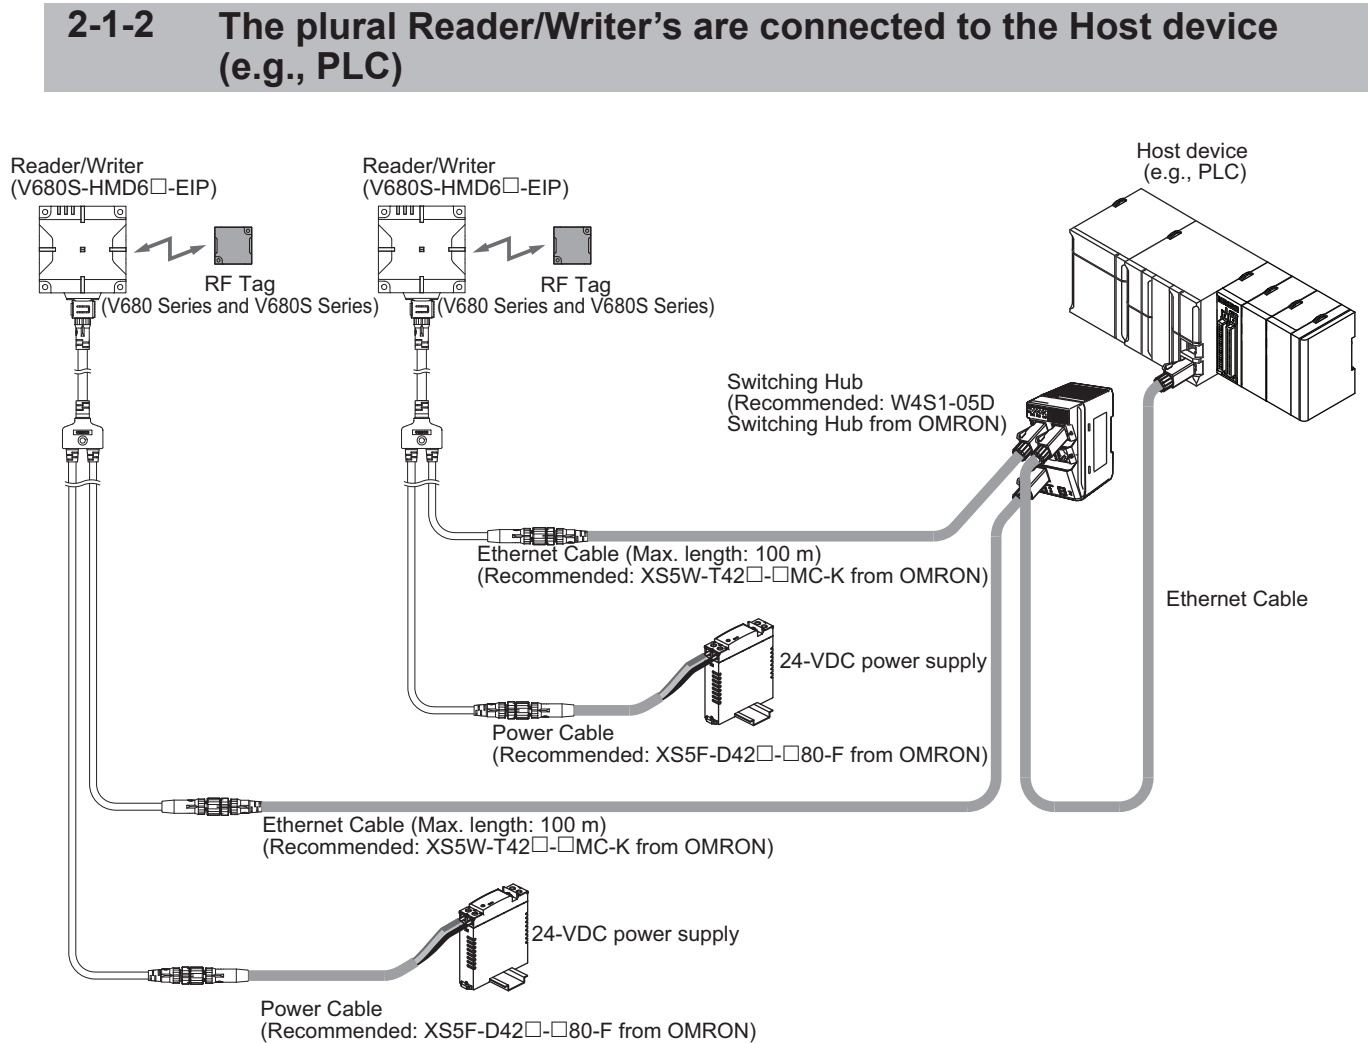 2-1-2 The plural Reader/Writer's are connected to the Host device
(e.g., PLC)
Reader/Writer
(V680S-HMD6□-EIP)
RF Tag
(V680 Series and V680S Series)
Reader/Writer
(V680S-HMD6□-EIP)
RF Tag
(V680 Series and V680S Series)
Host device
(e.g., PLC)
Switching Hub
(Recommended: W4S1-05D
Switching Hub from OMRON)
Ethernet Cable (Max. length: 100 m)
(Recommended: XS5W-T42□-□MC-K from OMRON)
Ethernet Cable
24-VDC power supply
Power Cable
(Recommended: XS5F-D42□-□80-F from OMRON)
Ethernet Cable (Max. length: 100 m)
(Recommended: XS5W-T42□-□MC-K from OMRON)
24-VDC power supply
Power Cable
(Recommended: XS5F-D42□-□80-F from OMRON)